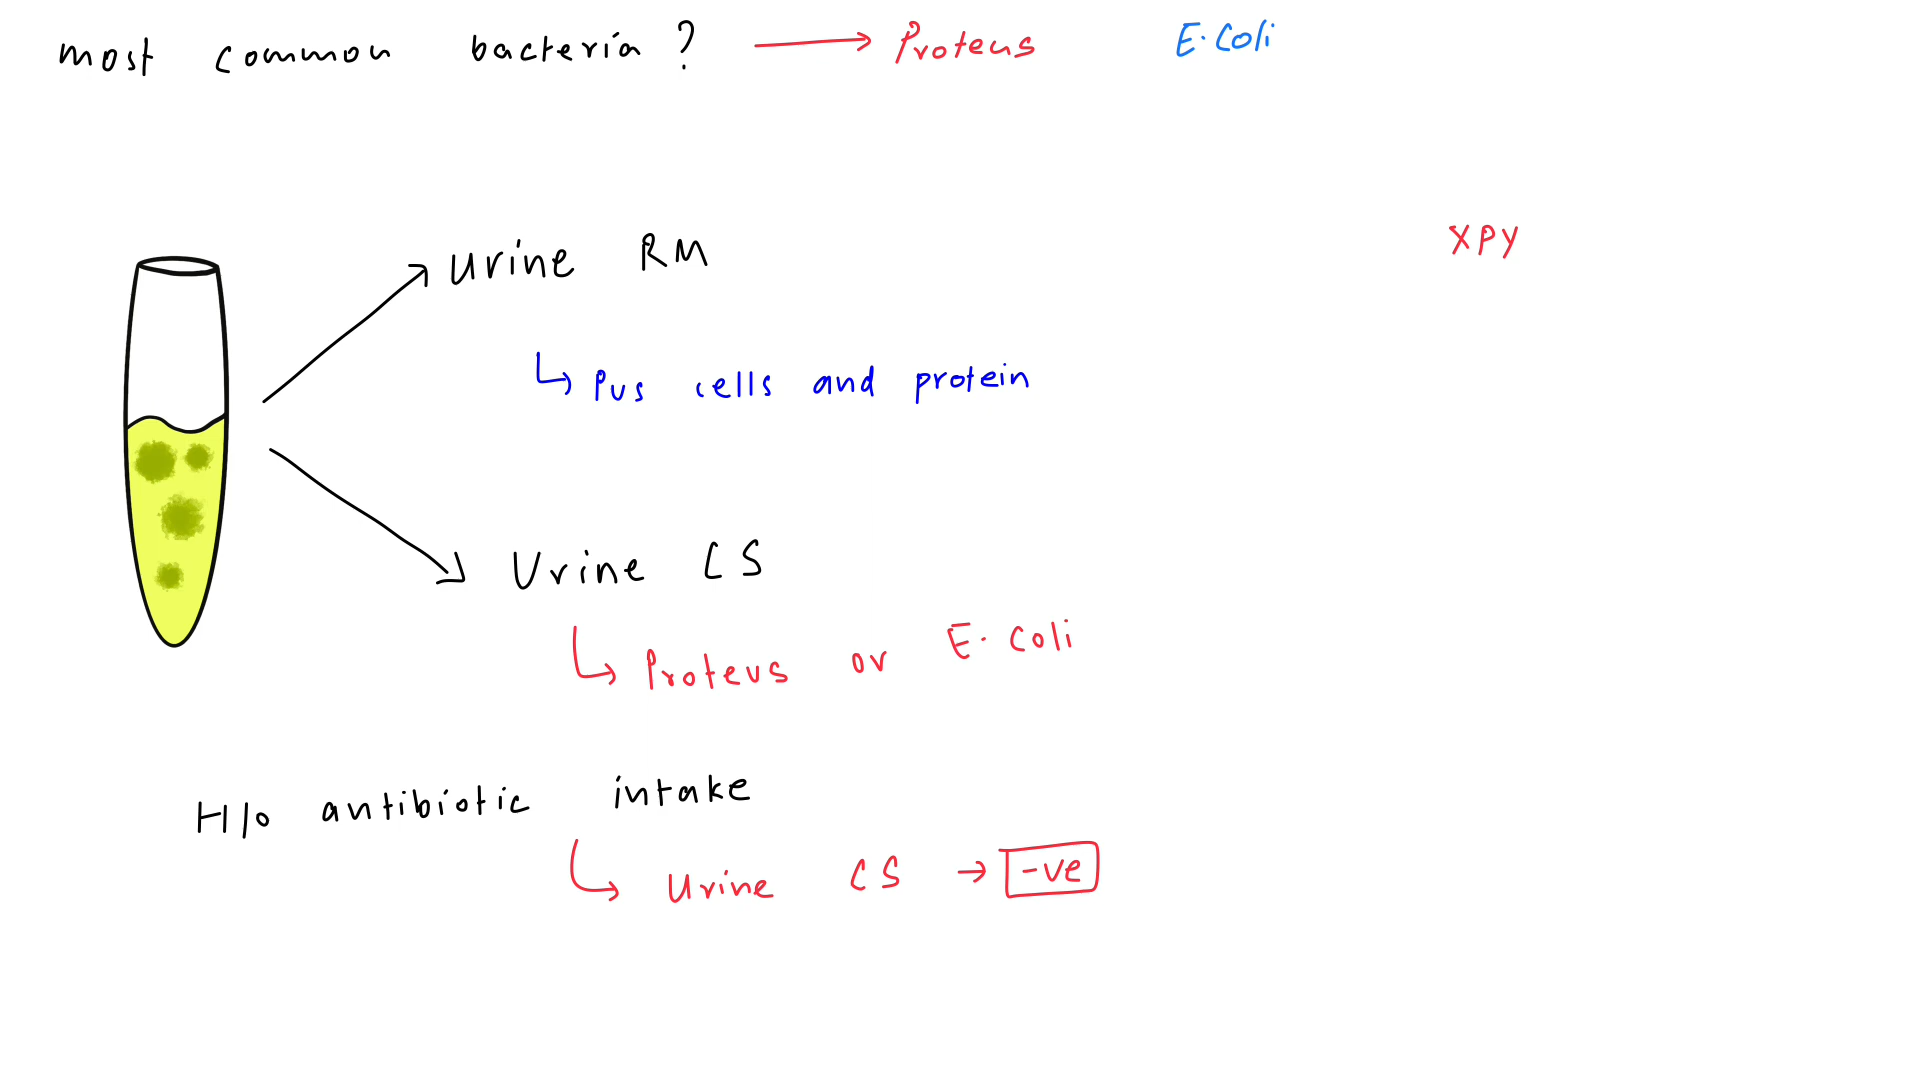 most common bacteria ? → Proteus E. Coli
XPY
Urine RM
↳ Pus cells and protein
Urine CS
↳ Proteus or E. Coli
H/o antibiotic intake
↳ Urine CS → -ve